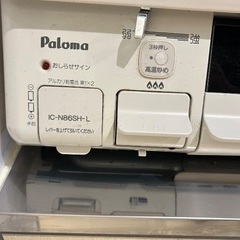 Paloma
弱 強
3秒押し
高温炒め
おしらせサイン
アルカリ乾電池 単1×2
IC-N86SH-L
レバーを上げて引いてください